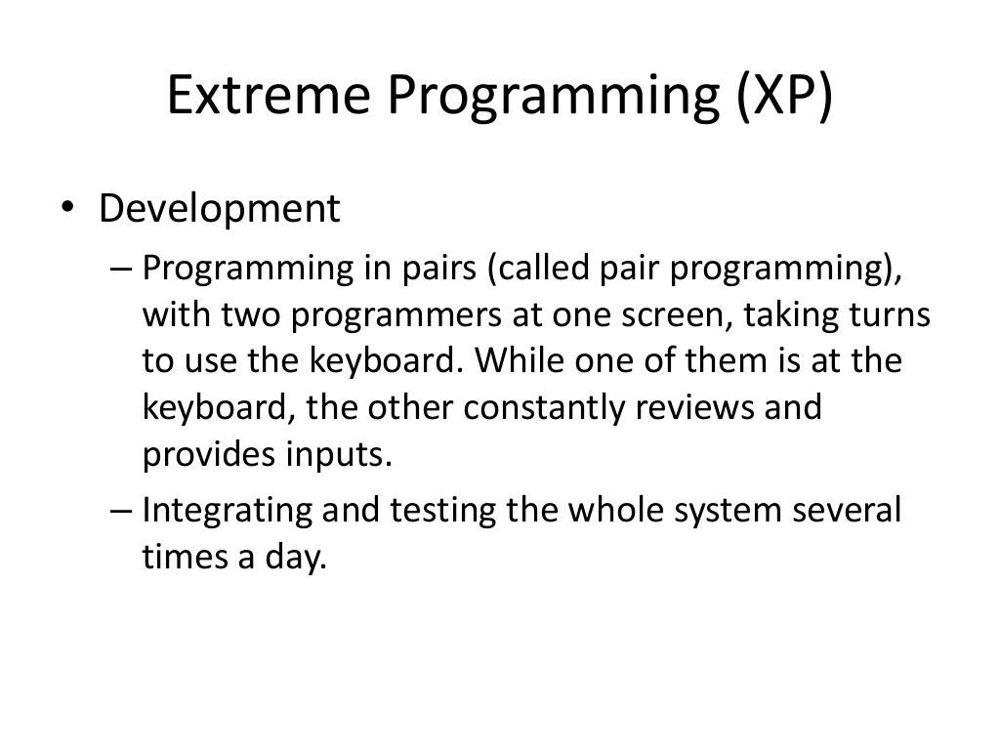 Extreme Programming (XP)
• Development
– Programming in pairs (called pair programming),
with two programmers at one screen, taking turns
to use the keyboard. While one of them is at the
keyboard, the other constantly reviews and
provides inputs.
– Integrating and testing the whole system several
times a day.